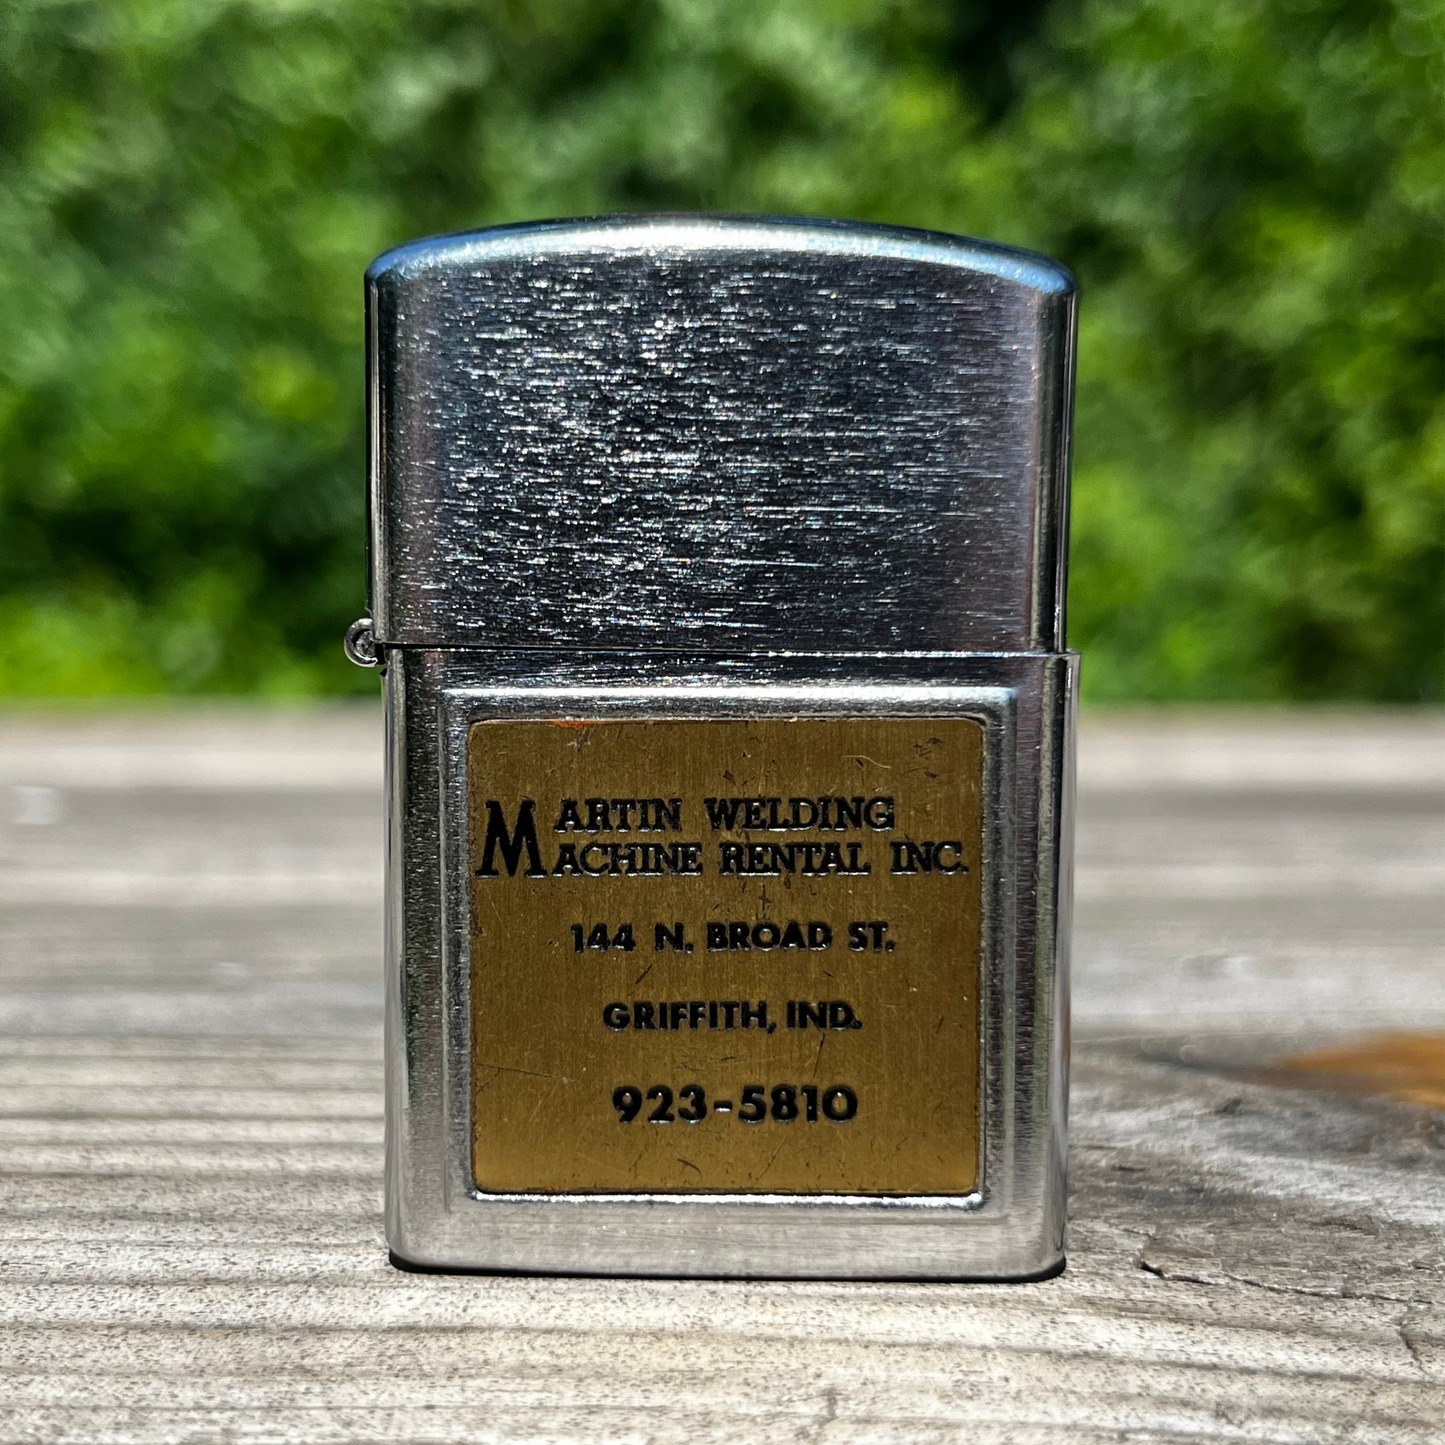 MARTIN WELDING
MACHINE RENTAL INC.
144 N. BROAD ST.
GRIFFITH, IND.
923-5810